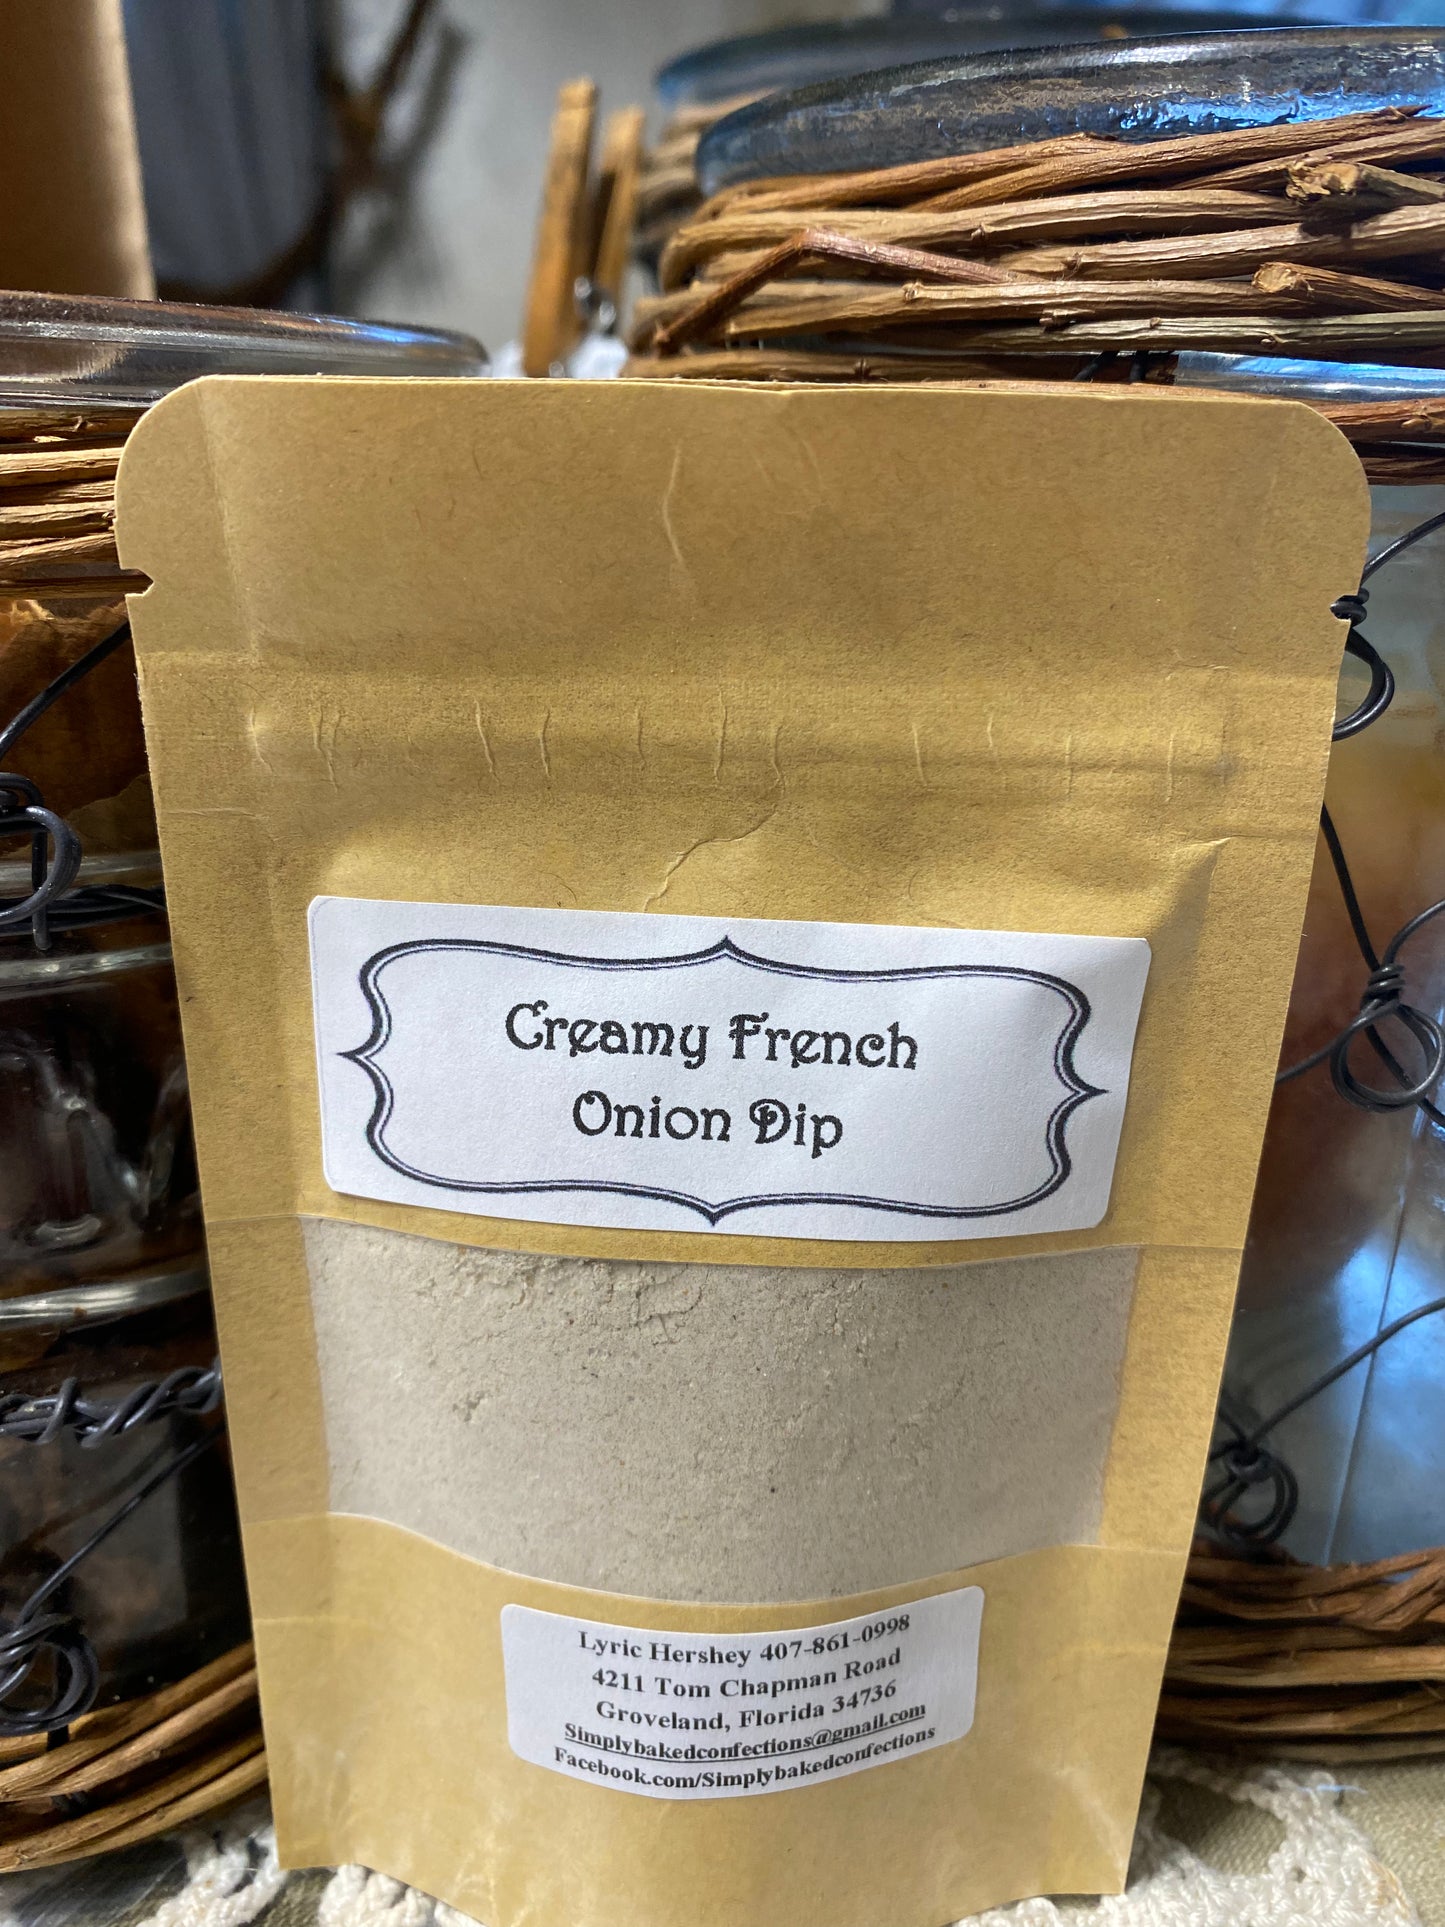 Creamy French
Onion Dip
Lyric Hershey 407-861-0998
4211 Tom Chapman Road
Groveland, Florida 34736
Simplybakedconfections@gmail.com
Facebook.com/Simplybakedconfections